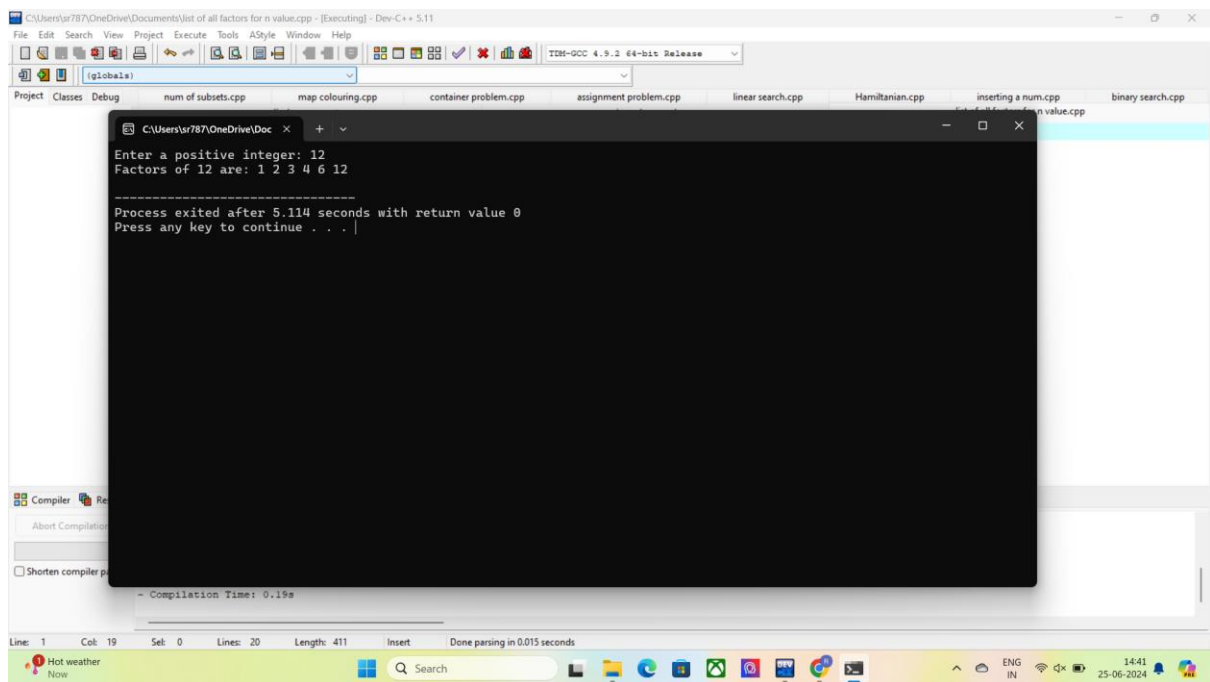 C:\Users\sr787\OneDrive\Documents\list of all factors for n value.cpp - [Executing] - Dev-C++ 5.11
File Edit Search View Project Execute Tools AStyle Window Help
TDM-GCC 4.9.2 64-bit Release
(globals)
Project Classes Debug num of subsets.cpp map colouring.cpp container problem.cpp assignment problem.cpp linear search.cpp Hamiltanian.cpp inserting a num.cpp binary search.cpp
n value.cpp
C:\Users\sr787\OneDrive\Doc
Enter a positive integer: 12
Factors of 12 are: 1 2 3 4 6 12
--------------------------------
Process exited after 5.114 seconds with return value 0
Press any key to continue . . .
Compiler Re
Abort Compilation
Shorten compiler p
- Compilation Time: 0.19s
Line: 1 Col: 19 Sel: 0 Lines: 20 Length: 411 Insert Done parsing in 0.015 seconds
1
Hot weather
Now
Search
ENG
IN
14:41
25-06-2024